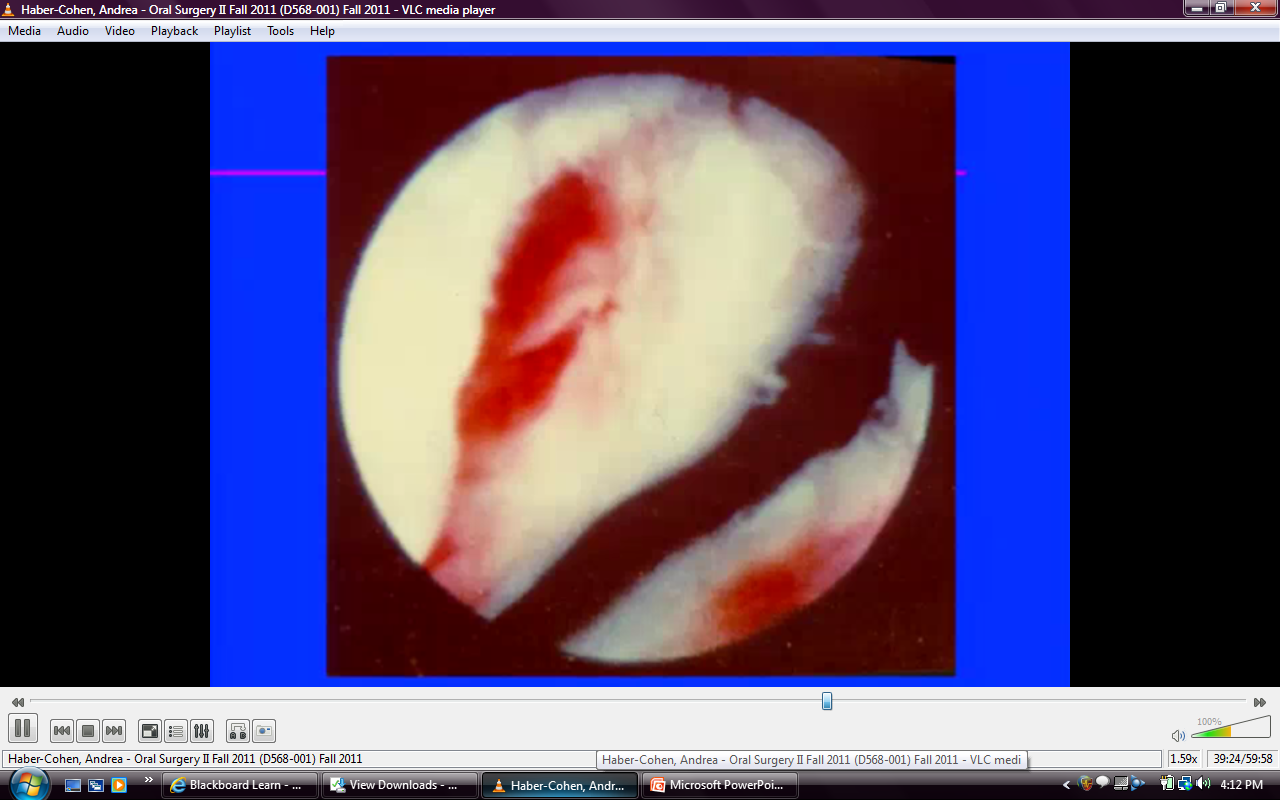 Haber-Cohen, Andrea - Oral Surgery II Fall 2011 (D568-001) Fall 2011 - VLC media player
Media Audio Video Playback Playlist Tools Help
100%
Haber-Cohen, Andrea - Oral Surgery II Fall 2011 (D568-001) Fall 2011
Haber-Cohen, Andrea - Oral Surgery II Fall 2011 (D568-001) Fall 2011 - VLC medi
1.59x
39:24/59:58
Blackboard Learn - ...
View Downloads - ...
Haber-Cohen, Andr...
Microsoft PowerPoi...
4:12 PM